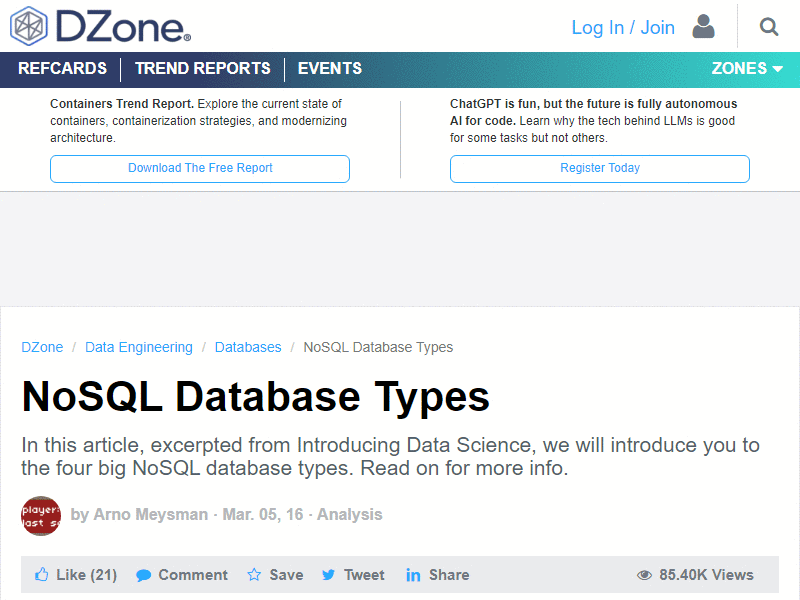 DZone®
Log In / Join
REFCARDS
TREND REPORTS
EVENTS
ZONES
Containers Trend Report. Explore the current state of
containers, containerization strategies, and modernizing
architecture.
Download The Free Report
ChatGPT is fun, but the future is fully autonomous
AI for code. Learn why the tech behind LLMs is good
for some tasks but not others.
Register Today
DZone / Data Engineering / Databases / NoSQL Database Types
NoSQL Database Types
In this article, excerpted from Introducing Data Science, we will introduce you to
the four big NoSQL database types. Read on for more info.
player:
last sc
by Arno Meysman · Mar. 05, 16 · Analysis
Like (21)
Comment
Save
Tweet
in Share
85.40K Views